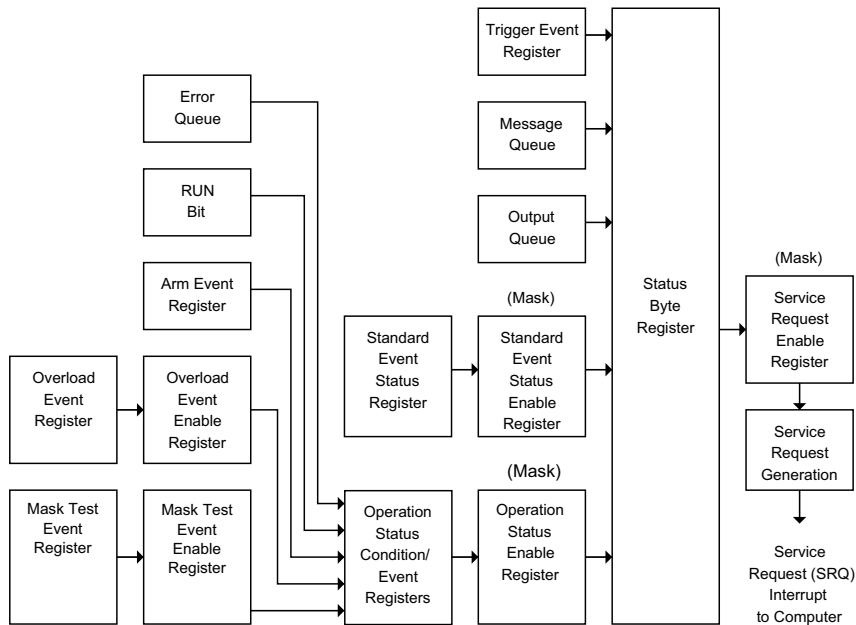 Trigger Event
Register
Error
Queue
Message
Queue
RUN
Bit
Output
Queue
Arm Event
Register
Status
Byte
Register
(Mask)
Service
Request
Enable
Register
(Mask)
Standard
Event
Status
Register
Standard
Event
Status
Enable
Register
Overload
Event
Register
Overload
Event
Enable
Register
Service
Request
Generation
(Mask)
Mask Test
Event
Register
Mask Test
Event
Enable
Register
Operation
Status
Condition/
Event
Registers
Operation
Status
Enable
Register
Service
Request (SRQ)
Interrupt
to Computer